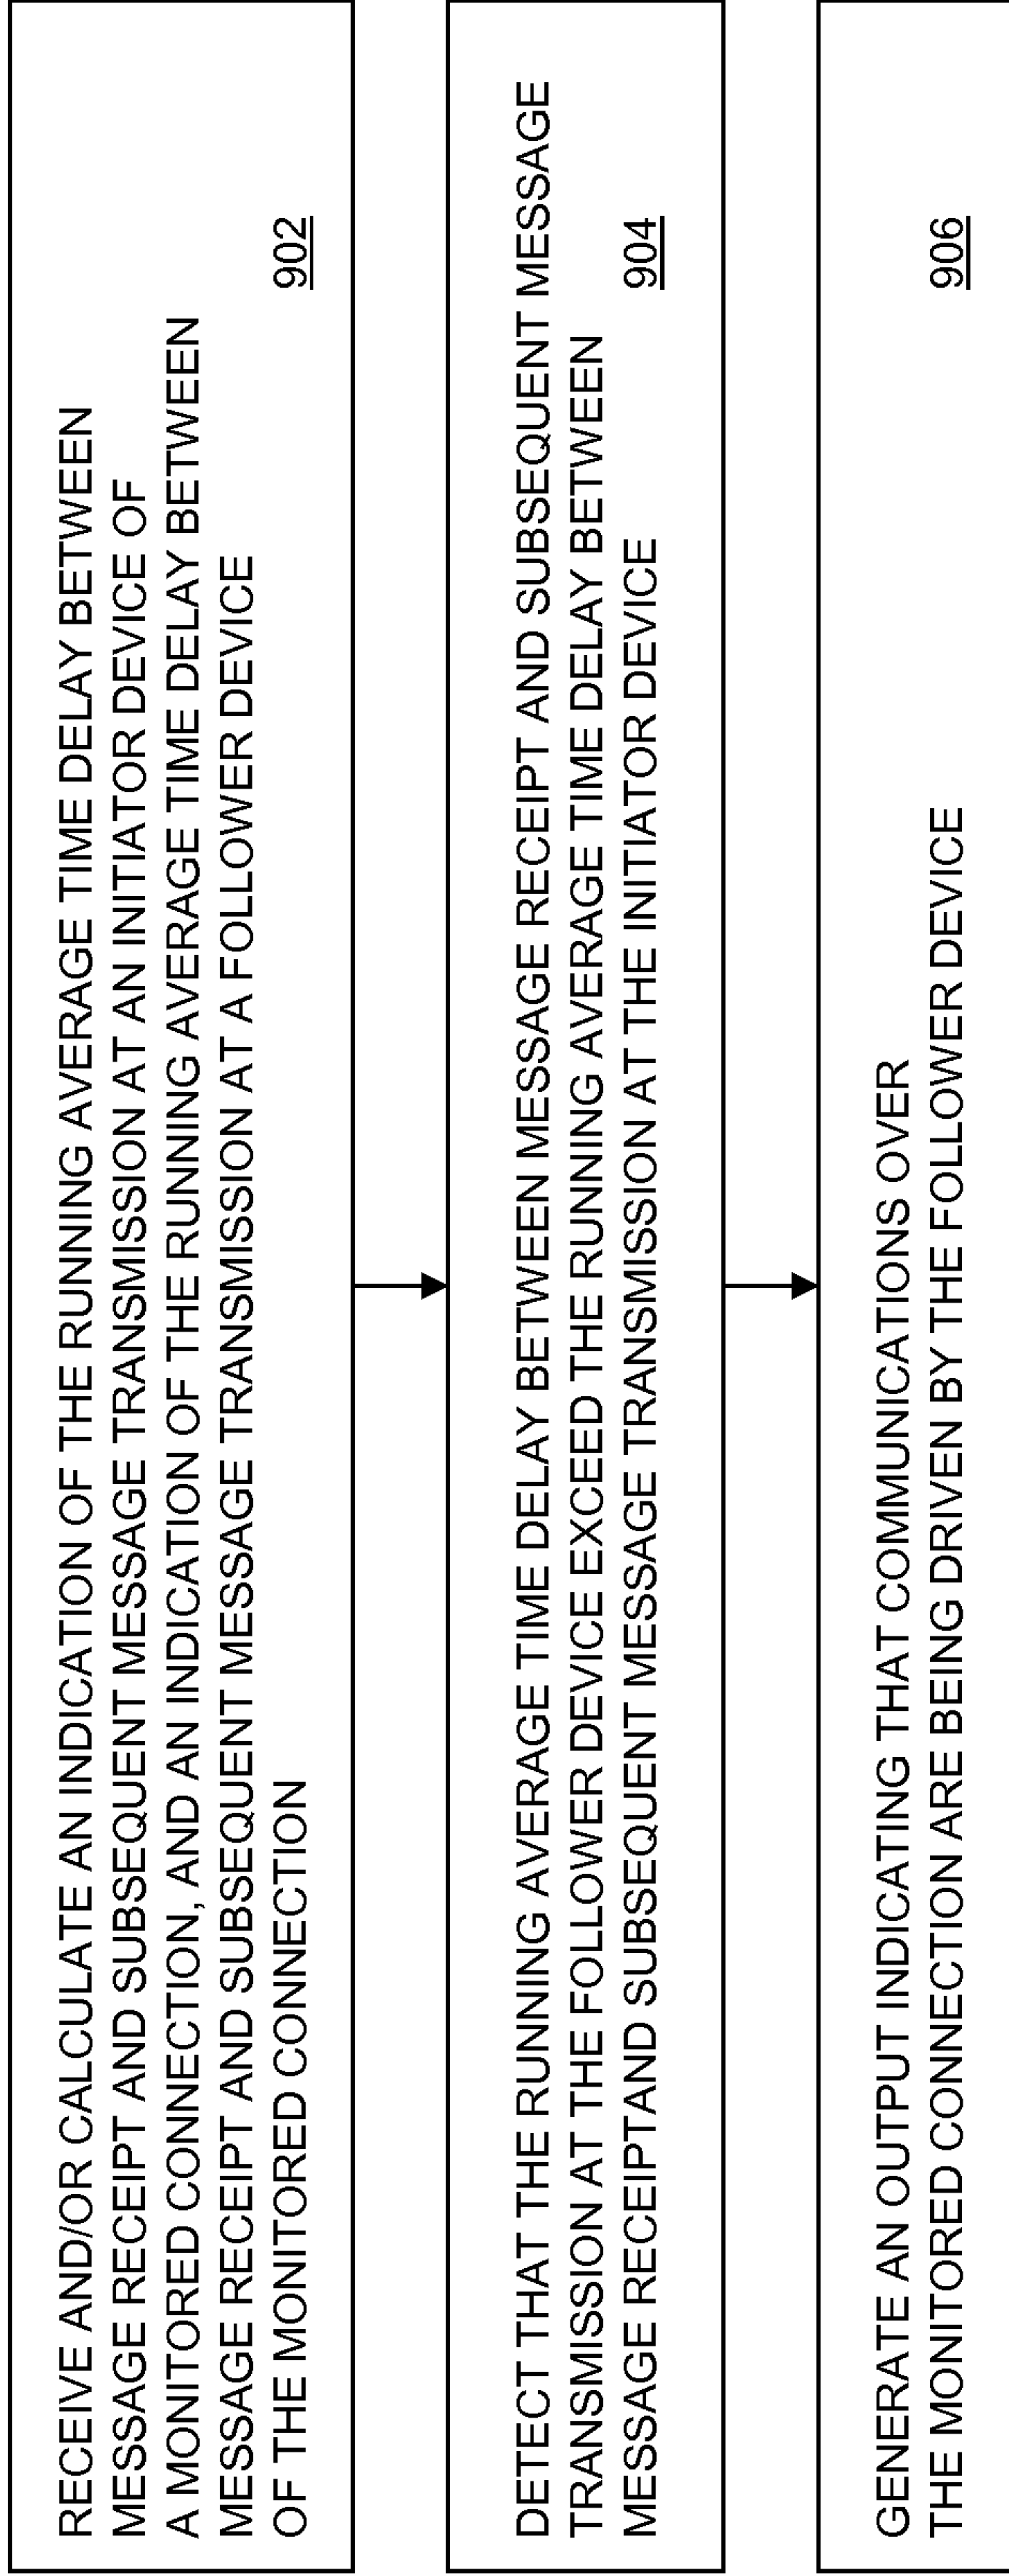 RECEIVE AND/OR CALCULATE AN INDICATION OF THE RUNNING AVERAGE TIME DELAY BETWEEN
MESSAGE RECEIPT AND SUBSEQUENT MESSAGE TRANSMISSION AT AN INITIATOR DEVICE OF
A MONITORED CONNECTION, AND AN INDICATION OF THE RUNNING AVERAGE TIME DELAY BETWEEN
MESSAGE RECEIPT AND SUBSEQUENT MESSAGE TRANSMISSION AT A FOLLOWER DEVICE
OF THE MONITORED CONNECTION
902
DETECT THAT THE RUNNING AVERAGE TIME DELAY BETWEEN MESSAGE RECEIPT AND SUBSEQUENT MESSAGE
TRANSMISSION AT THE FOLLOWER DEVICE EXCEED THE RUNNING AVERAGE TIME DELAY BETWEEN
MESSAGE RECEIPTAND SUBSEQUENT MESSAGE TRANSMISSION AT THE INITIATOR DEVICE
904
GENERATE AN OUTPUT INDICATING THAT COMMUNICATIONS OVER
THE MONITORED CONNECTION ARE BEING DRIVEN BY THE FOLLOWER DEVICE
906